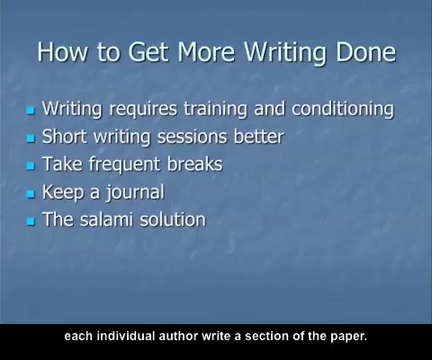 How to Get More Writing Done
Writing requires training and conditioning
Short writing sessions better
Take frequent breaks
Keep a journal
The salami solution
each individual author write a section of the paper.